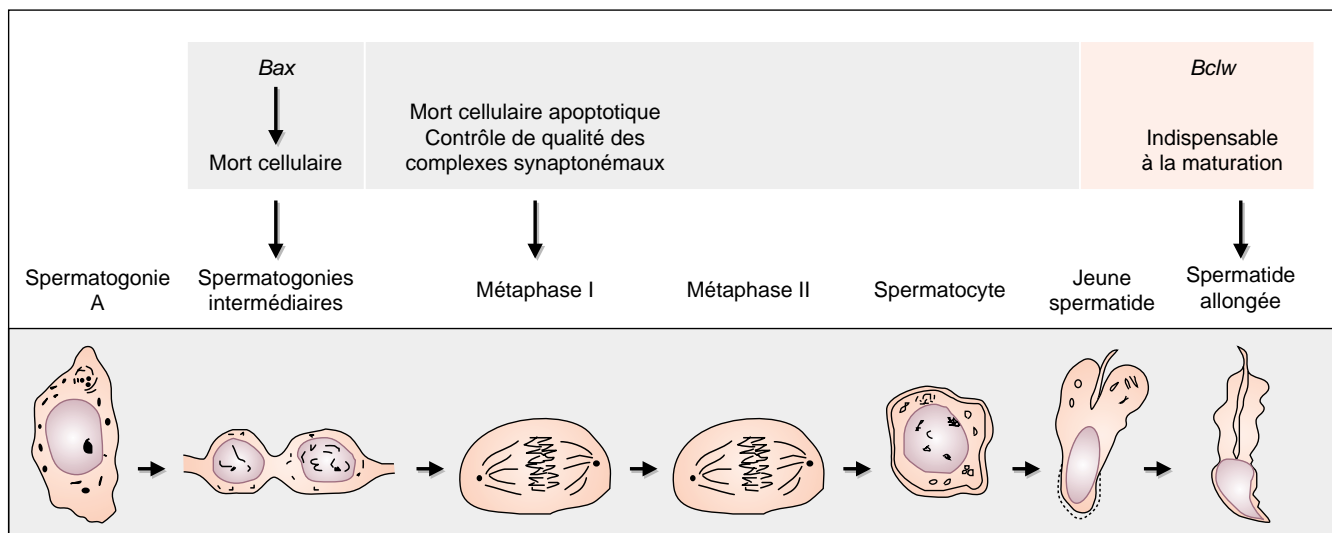 Bax
Mort cellulaire
Mort cellulaire apoptotique
Contrôle de qualité des
complexes synaptonémaux
Bclw
Indispensable
à la maturation
Spermatogonie
A
Spermatogonies
intermédiaires
Métaphase I
Métaphase II
Spermatocyte
Jeune
spermatide
Spermatide
allongée